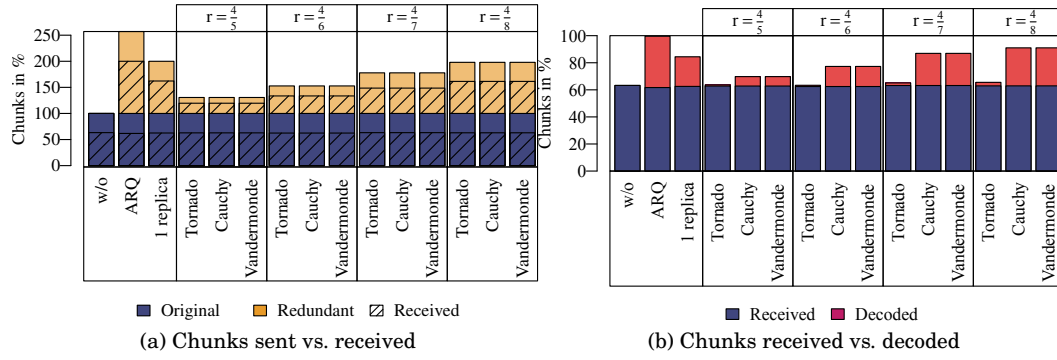 r = 4/5
r = 4/6
r = 4/7
r = 4/8
Chunks in %
250
200
150
100
50
0
w/o
ARQ
1 replica
Tornado
Cauchy
Vandermonde
Tornado
Cauchy
Vandermonde
Tornado
Cauchy
Vandermonde
Tornado
Cauchy
Vandermonde
Original
Redundant
Received
(a) Chunks sent vs. received
r = 4/5
r = 4/6
r = 4/7
r = 4/8
Chunks in %
100
80
60
40
20
0
w/o
ARQ
1 replica
Tornado
Cauchy
Vandermonde
Tornado
Cauchy
Vandermonde
Tornado
Cauchy
Vandermonde
Tornado
Cauchy
Vandermonde
Received
Decoded
(b) Chunks received vs. decoded